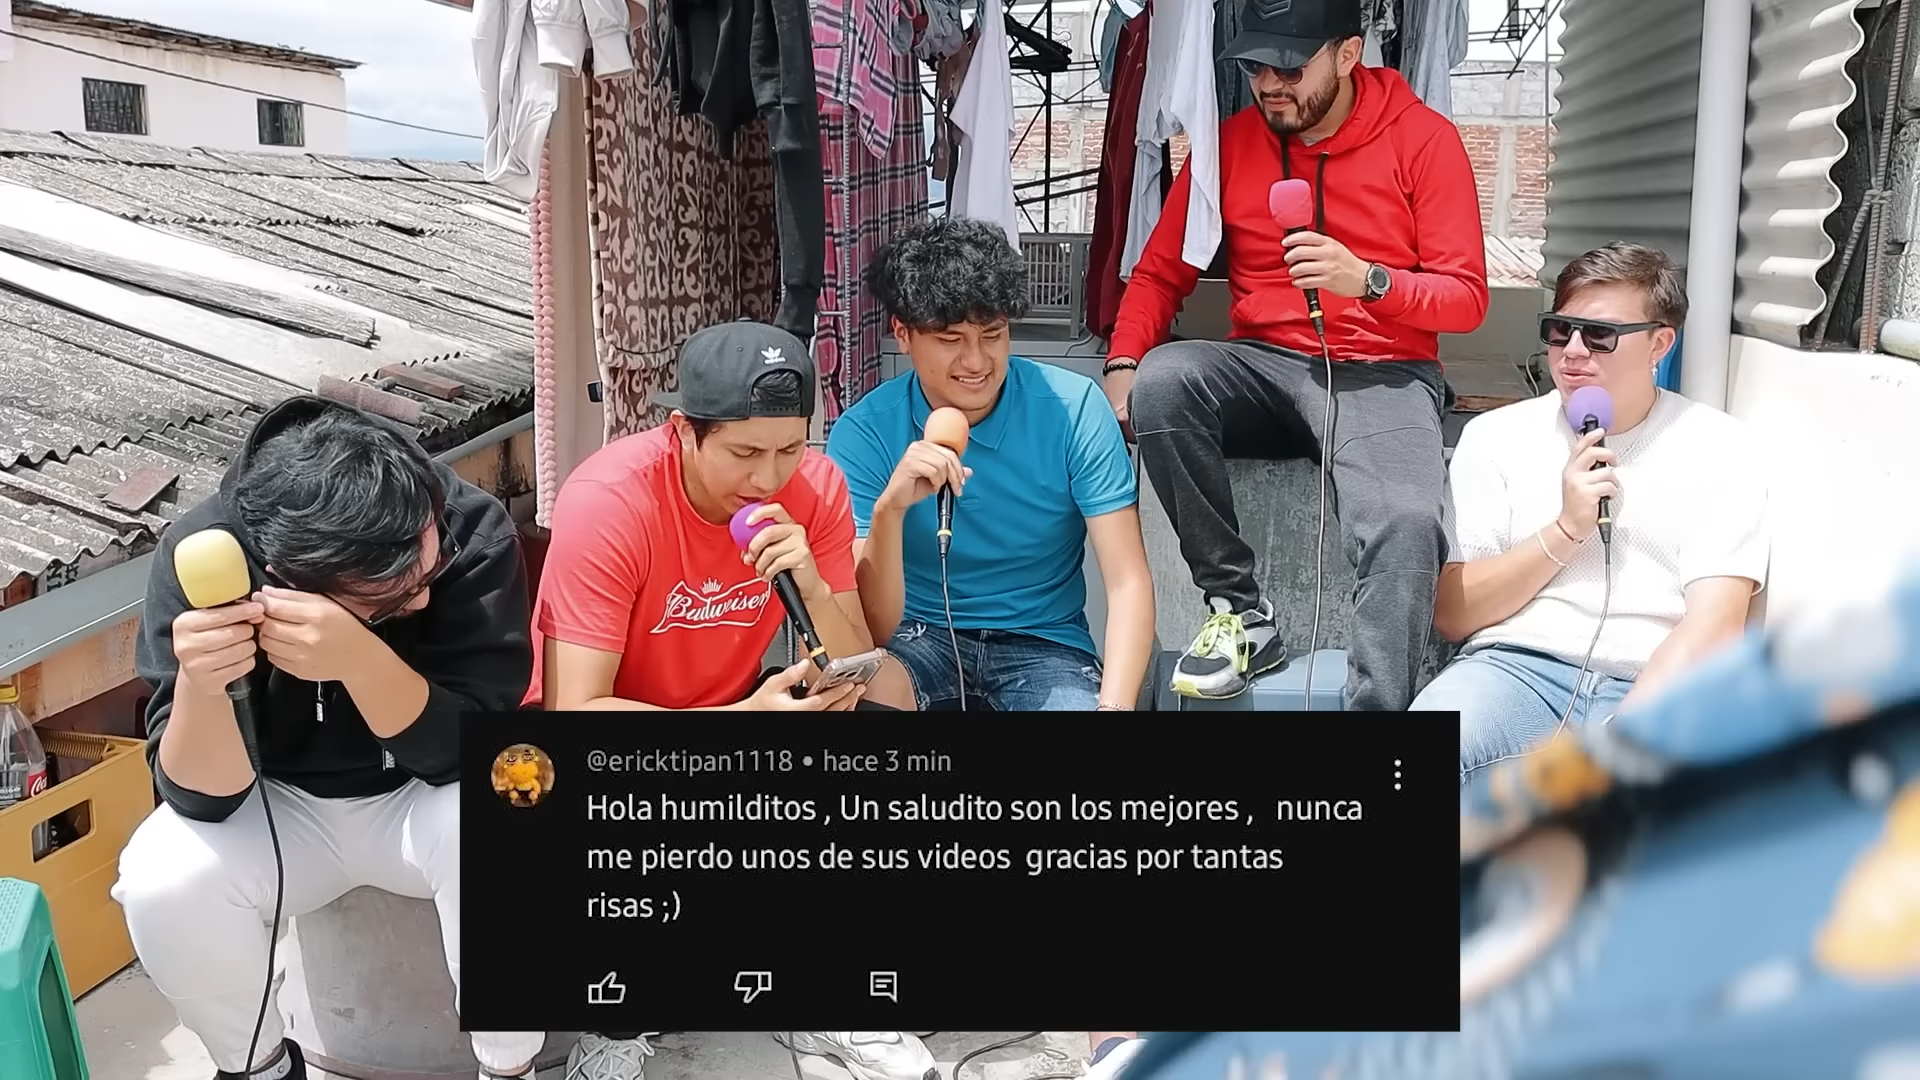 Budweiser
@ericktipan1118 • hace 3 min
Hola humilditos , Un saludito son los mejores , nunca
me pierdo unos de sus videos gracias por tantas
risas ;)